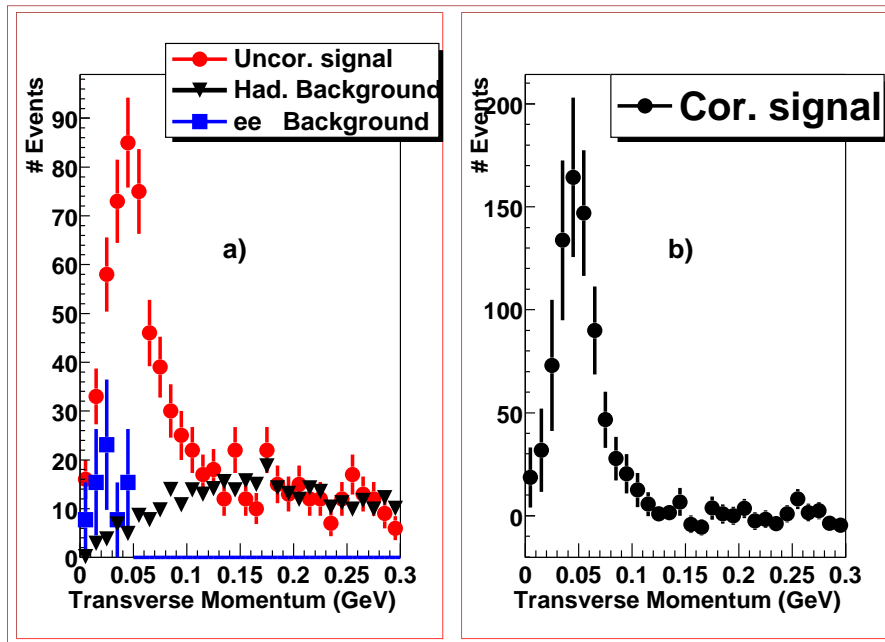 Uncor. signal
Had. Background
ee Background
# Events
90
80
70
60
50
40
30
20
10
0
a)
0 0.05 0.1 0.15 0.2 0.25 0.3
Transverse Momentum (GeV)
Cor. signal
# Events
200
150
100
50
0
b)
0 0.05 0.1 0.15 0.2 0.25 0.3
Transverse Momentum (GeV)